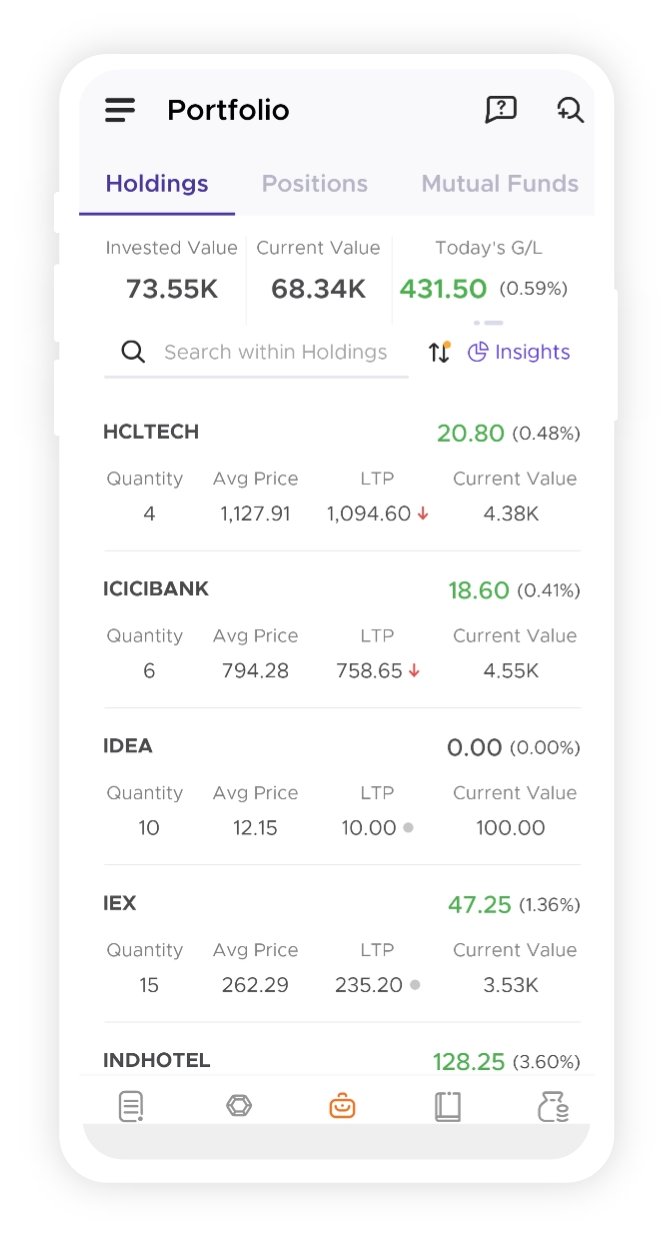 Portfolio
Holdings Positions Mutual Funds
Invested Value Current Value Today's G/L
73.55K 68.34K 431.50 (0.59%)
Search within Holdings Insights
HCLTECH 20.80 (0.48%)
Quantity Avg Price LTP Current Value
4 1,127.91 1,094.60 4.38K
ICICIBANK 18.60 (0.41%)
Quantity Avg Price LTP Current Value
6 794.28 758.65 4.55K
IDEA 0.00 (0.00%)
Quantity Avg Price LTP Current Value
10 12.15 10.00 100.00
IEX 47.25 (1.36%)
Quantity Avg Price LTP Current Value
15 262.29 235.20 3.53K
INDHOTEL 128.25 (3.60%)